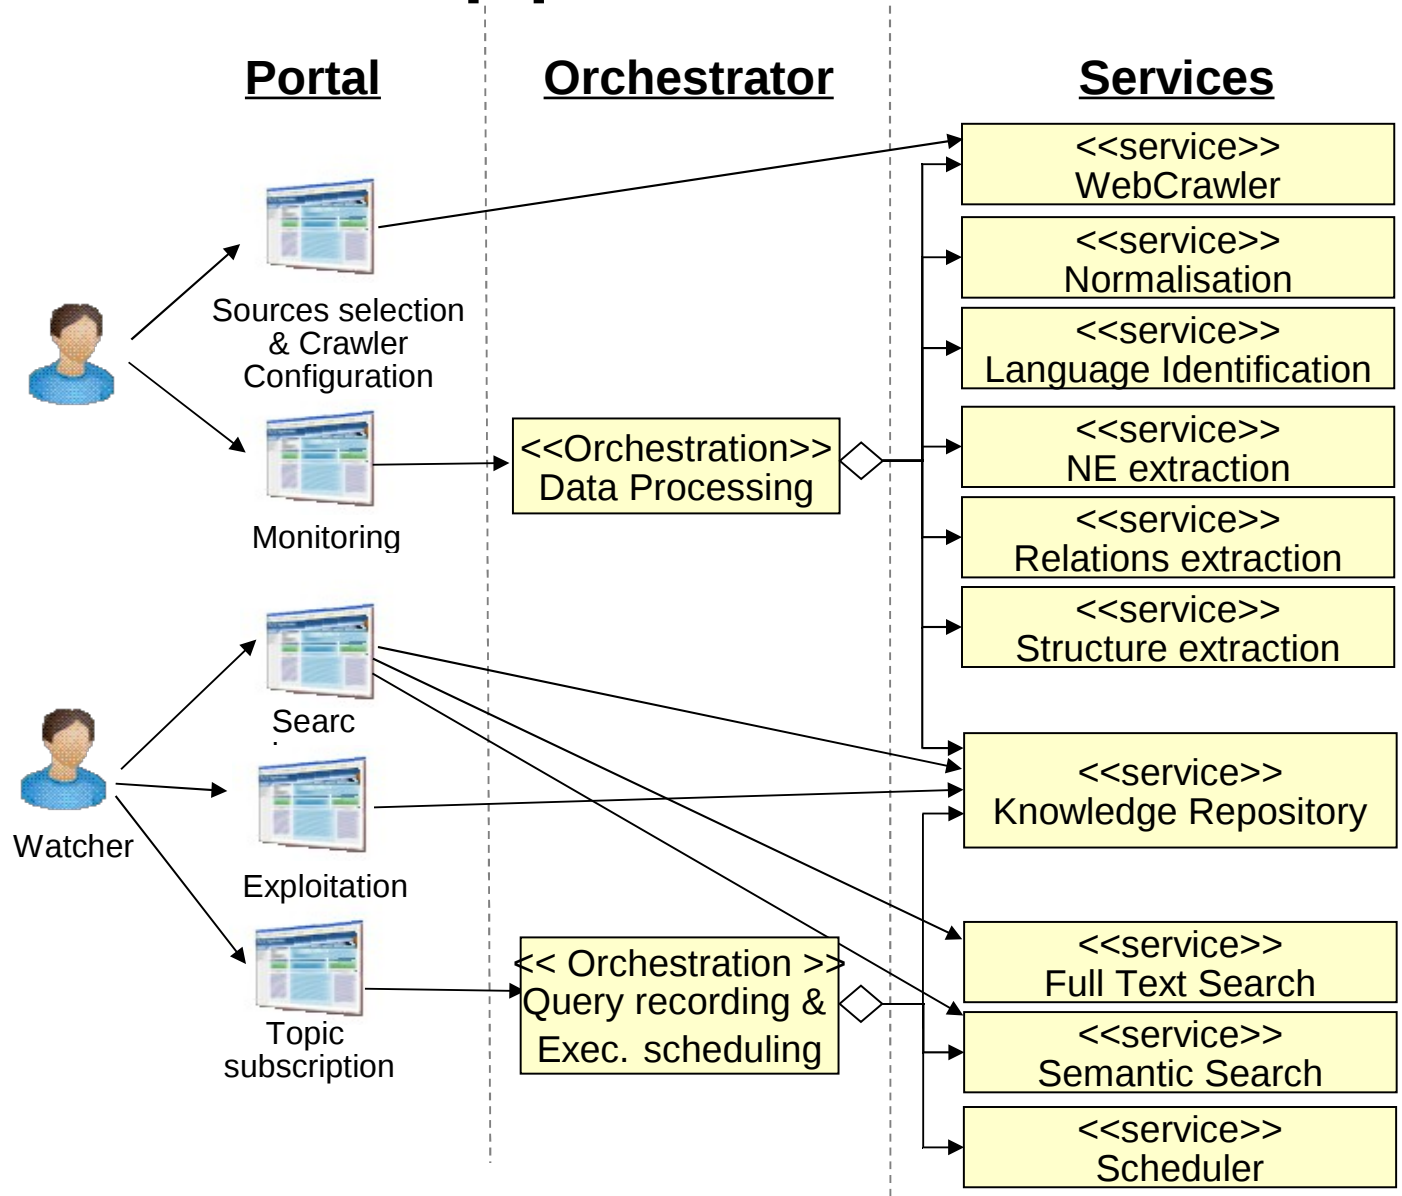 Portal
Orchestrator
Services
<<service>>
WebCrawler
<<service>>
Normalisation
Sources selection
& Crawler
Configuration
<<service>>
Language Identification
<<Orchestration>>
Data Processing
<<service>>
NE extraction
Monitoring
<<service>>
Relations extraction
<<service>>
Structure extraction
Searc
<<service>>
Knowledge Repository
Watcher
Exploitation
<< Orchestration >>
Query recording &
Exec. scheduling
<<service>>
Full Text Search
Topic
subscription
<<service>>
Semantic Search
<<service>>
Scheduler